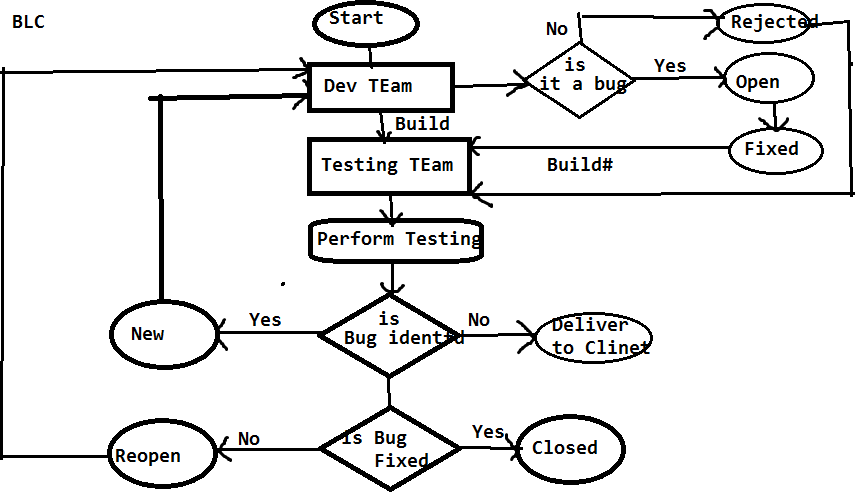 BLC
Start
No
Rejected
Dev TEam
is
it a bug
Yes
Open
Build
Testing TEam
Build#
Fixed
Perform Testing
New
Yes
is
Bug identfd
No
Deliver
to Clinet
Reopen
No
is Bug
Fixed
Yes
Closed